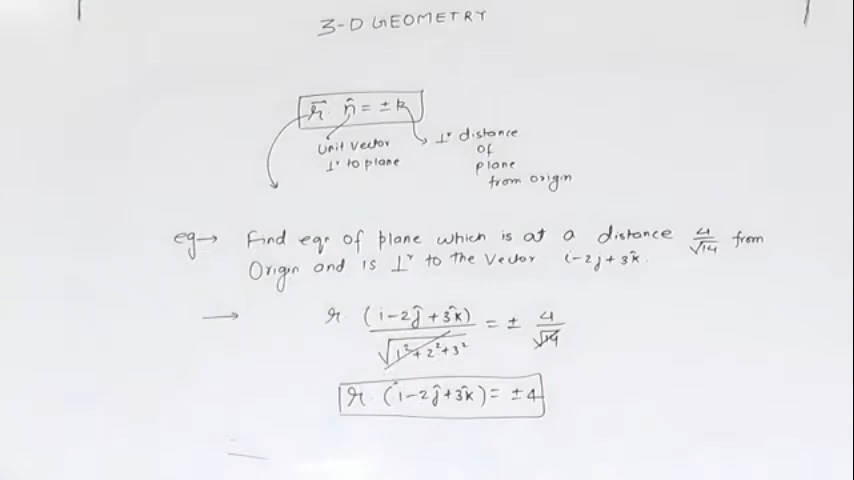 3-D GEOMETRY
r⃗. n̂ = ± k
Unit Vector
⊥ʳ to plane
⊥ʳ distance
of
plane
from origin
eg→ Find eqn of plane which is at a distance 4/√14 from
Origin and is ⊥ʳ to the Vector i-2j+3k̂.
→ r. (i-2ĵ+3k̂)/√(1²+2²+3²) = ± 4/√14
r. (i-2ĵ+3k̂) = ±4